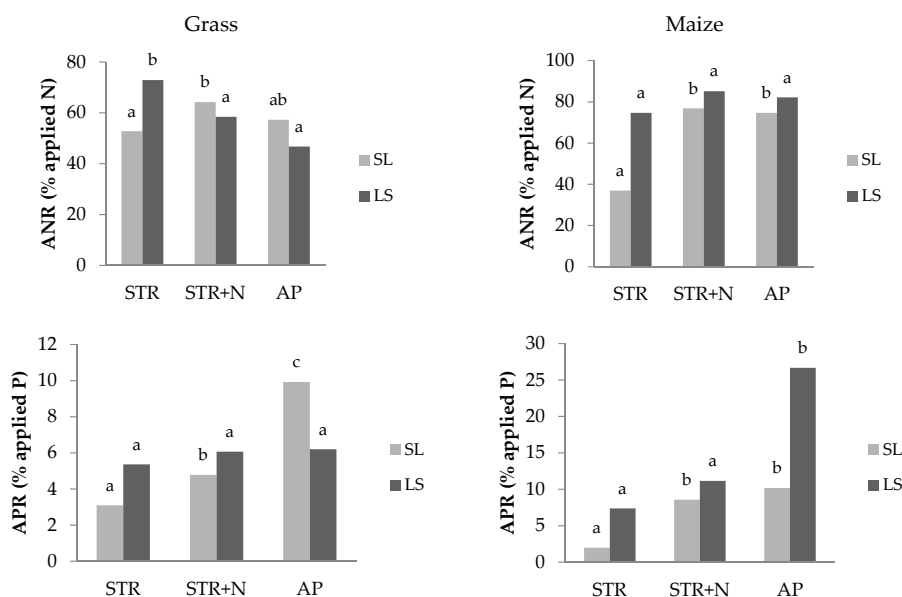 Grass
ANR (% applied N)
80
60
40
20
0
a b b a ab a
STR STR+N AP
SL
LS
Maize
ANR (% applied N)
100
80
60
40
20
0
a a b a b a
STR STR+N AP
SL
LS
APR (% applied P)
12
10
8
6
4
2
0
a a b a c a
STR STR+N AP
SL
LS
APR (% applied P)
30
25
20
15
10
5
0
a a b a b b
STR STR+N AP
SL
LS